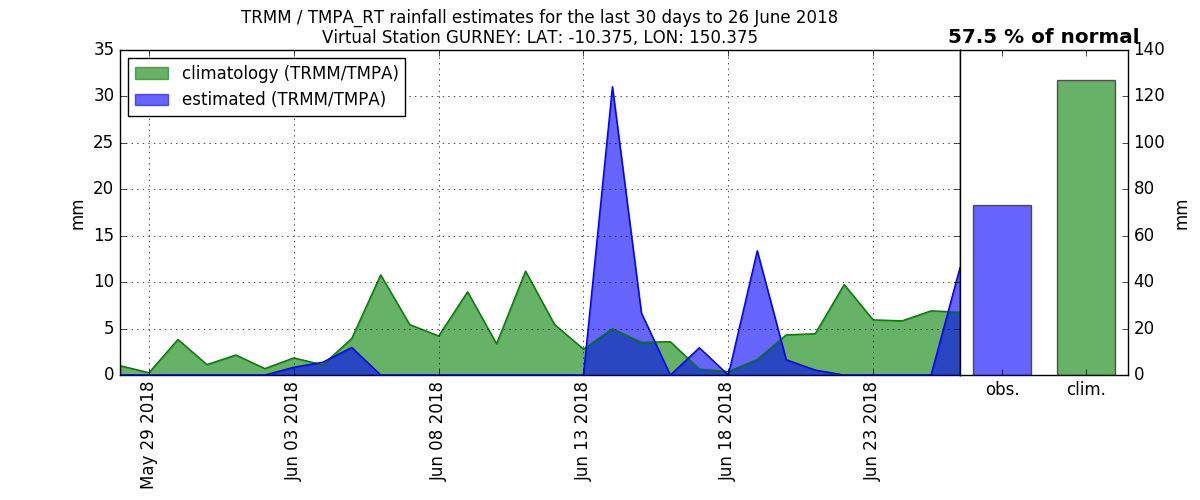 TRMM / TMPA_RT rainfall estimates for the last 30 days to 26 June 2018
Virtual Station GURNEY: LAT: -10.375, LON: 150.375
57.5 % of normal
climatology (TRMM/TMPA)
estimated (TRMM/TMPA)
35
30
25
20
15
10
5
0
mm
May 29 2018
Jun 03 2018
Jun 08 2018
Jun 13 2018
Jun 18 2018
Jun 23 2018
obs.
clim.
140
120
100
80
60
40
20
0
mm